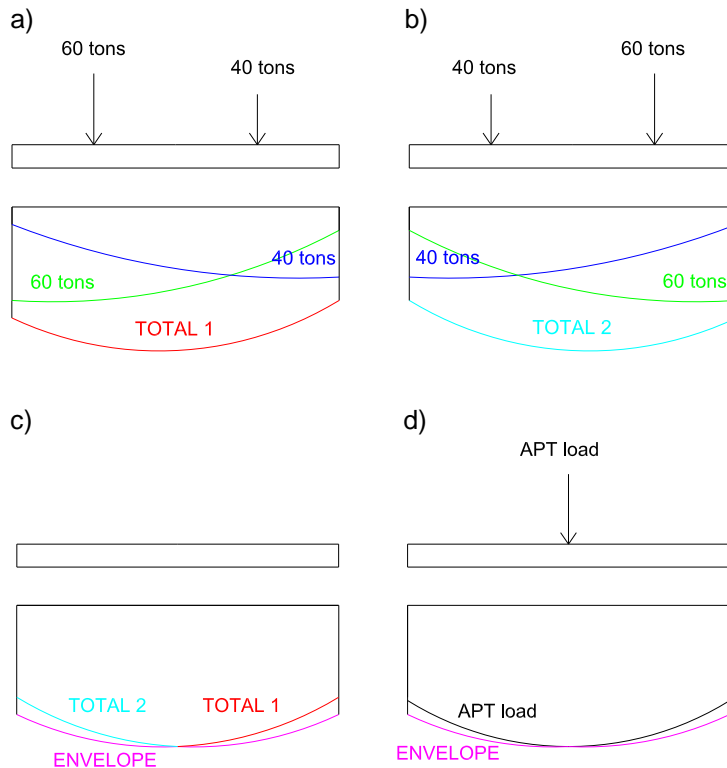 a)
60 tons
40 tons
60 tons
40 tons
TOTAL 1
b)
40 tons
60 tons
40 tons
60 tons
TOTAL 2
c)
TOTAL 2
TOTAL 1
ENVELOPE
d)
APT load
APT load
ENVELOPE